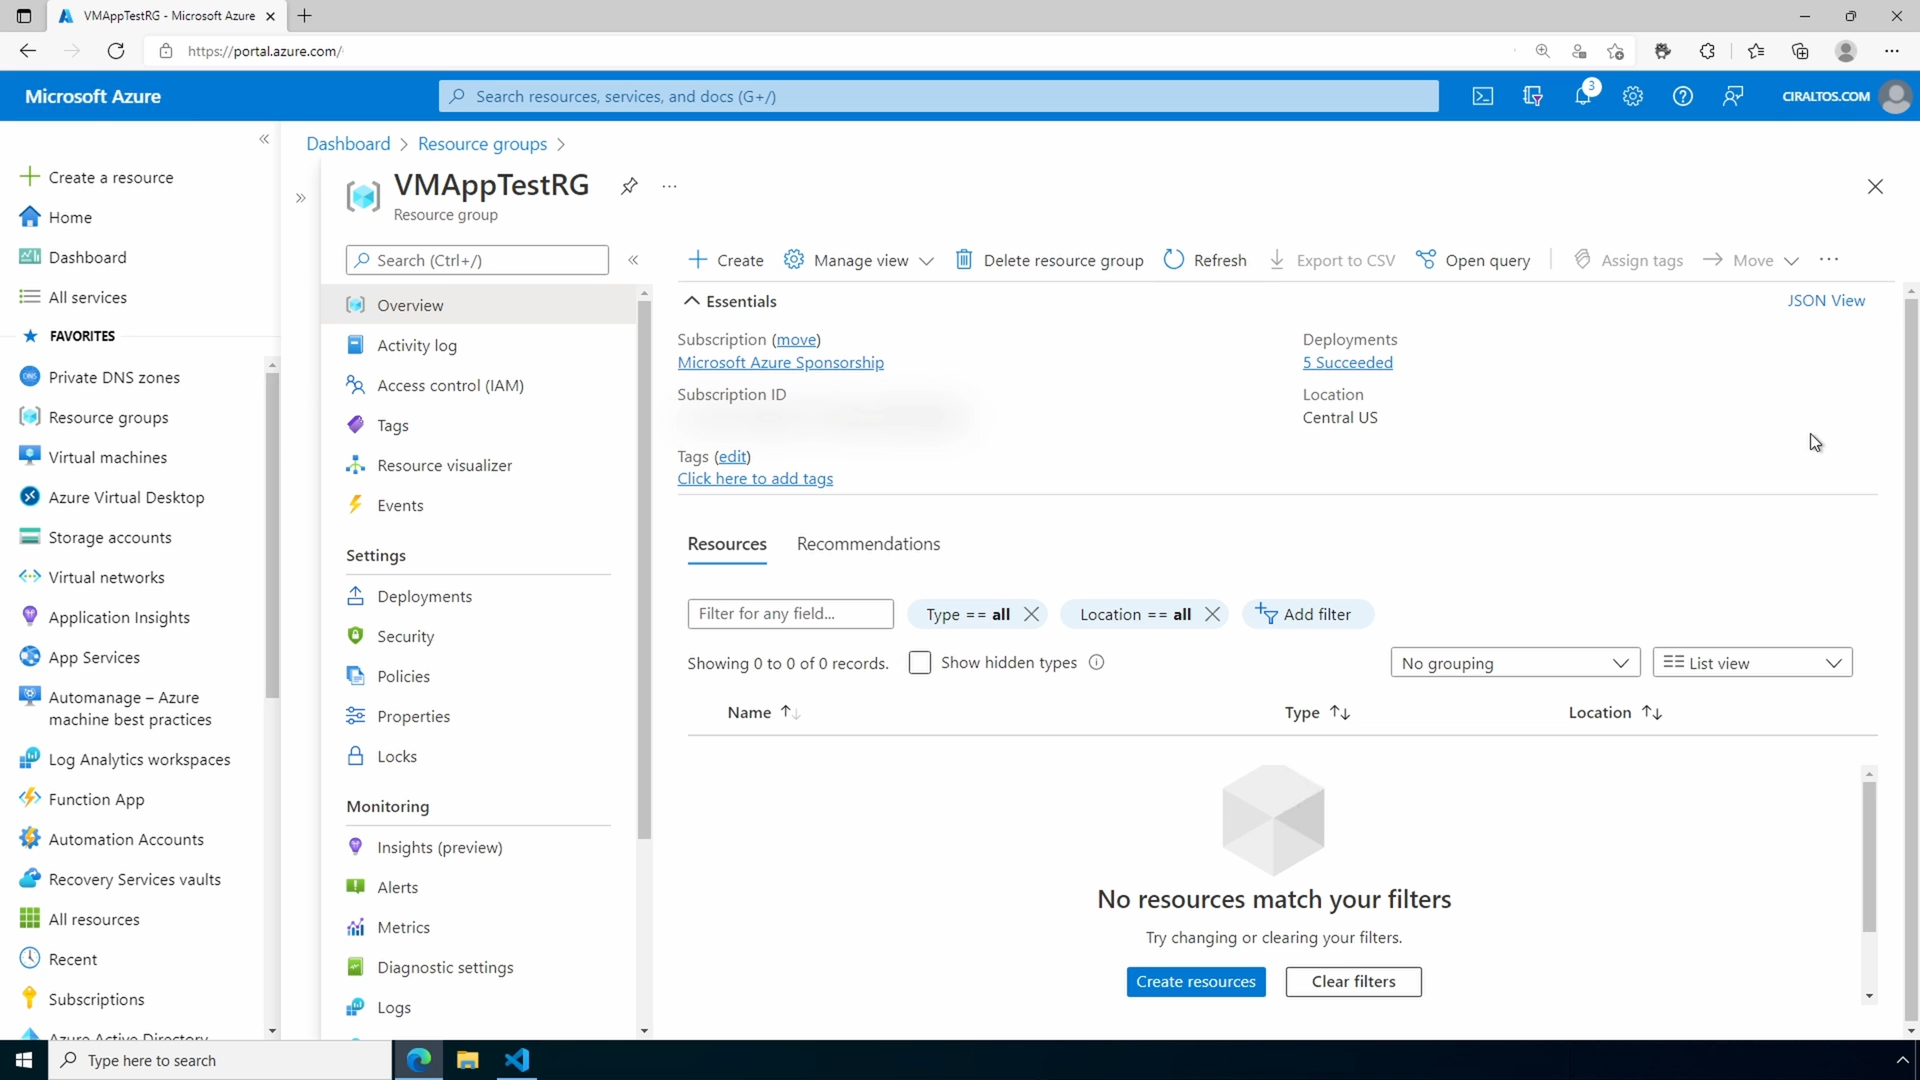 VMAppTestRG - Microsoft Azure
https://portal.azure.com/
Microsoft Azure
Search resources, services, and docs (G+/)
3
CIRALTOS.COM
Dashboard > Resource groups >
Create a resource
Home
Dashboard
All services
FAVORITES
Private DNS zones
Resource groups
Virtual machines
Azure Virtual Desktop
Storage accounts
Virtual networks
Application Insights
App Services
Automanage – Azure
machine best practices
Log Analytics workspaces
Function App
Automation Accounts
Recovery Services vaults
All resources
Recent
Subscriptions
Azure Active Directory
VMAppTestRG
Resource group
Search (Ctrl+/)
Overview
Activity log
Access control (IAM)
Tags
Resource visualizer
Events
Settings
Deployments
Security
Policies
Properties
Locks
Monitoring
Insights (preview)
Alerts
Metrics
Diagnostic settings
Logs
Create
Manage view
Delete resource group
Refresh
Export to CSV
Open query
Assign tags
Move
Essentials
JSON View
Subscription (move)
Microsoft Azure Sponsorship
Subscription ID
Tags (edit)
Click here to add tags
Deployments
5 Succeeded
Location
Central US
Resources
Recommendations
Filter for any field...
Type == all
Location == all
Add filter
Showing 0 to 0 of 0 records.
Show hidden types
No grouping
List view
Name
Type
Location
No resources match your filters
Try changing or clearing your filters.
Create resources
Clear filters
Type here to search